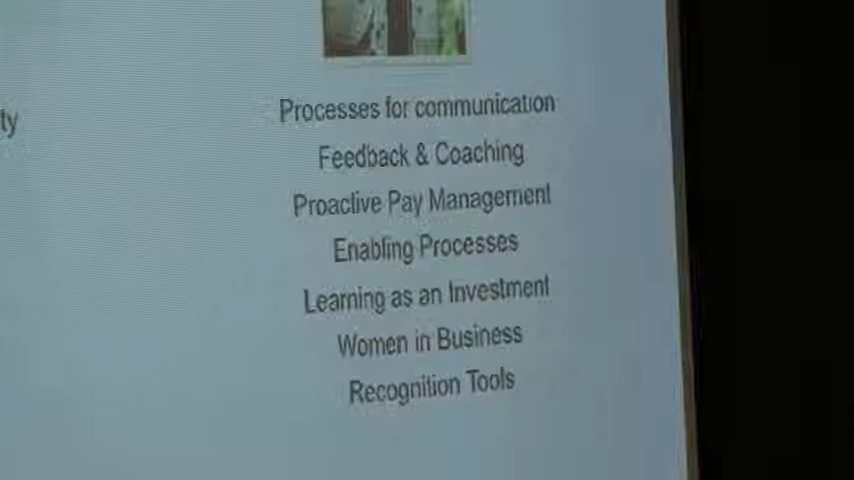 ty
Processes for communication
Feedback & Coaching
Proactive Pay Management
Enabling Processes
Learning as an Investment
Women in Business
Recognition Tools